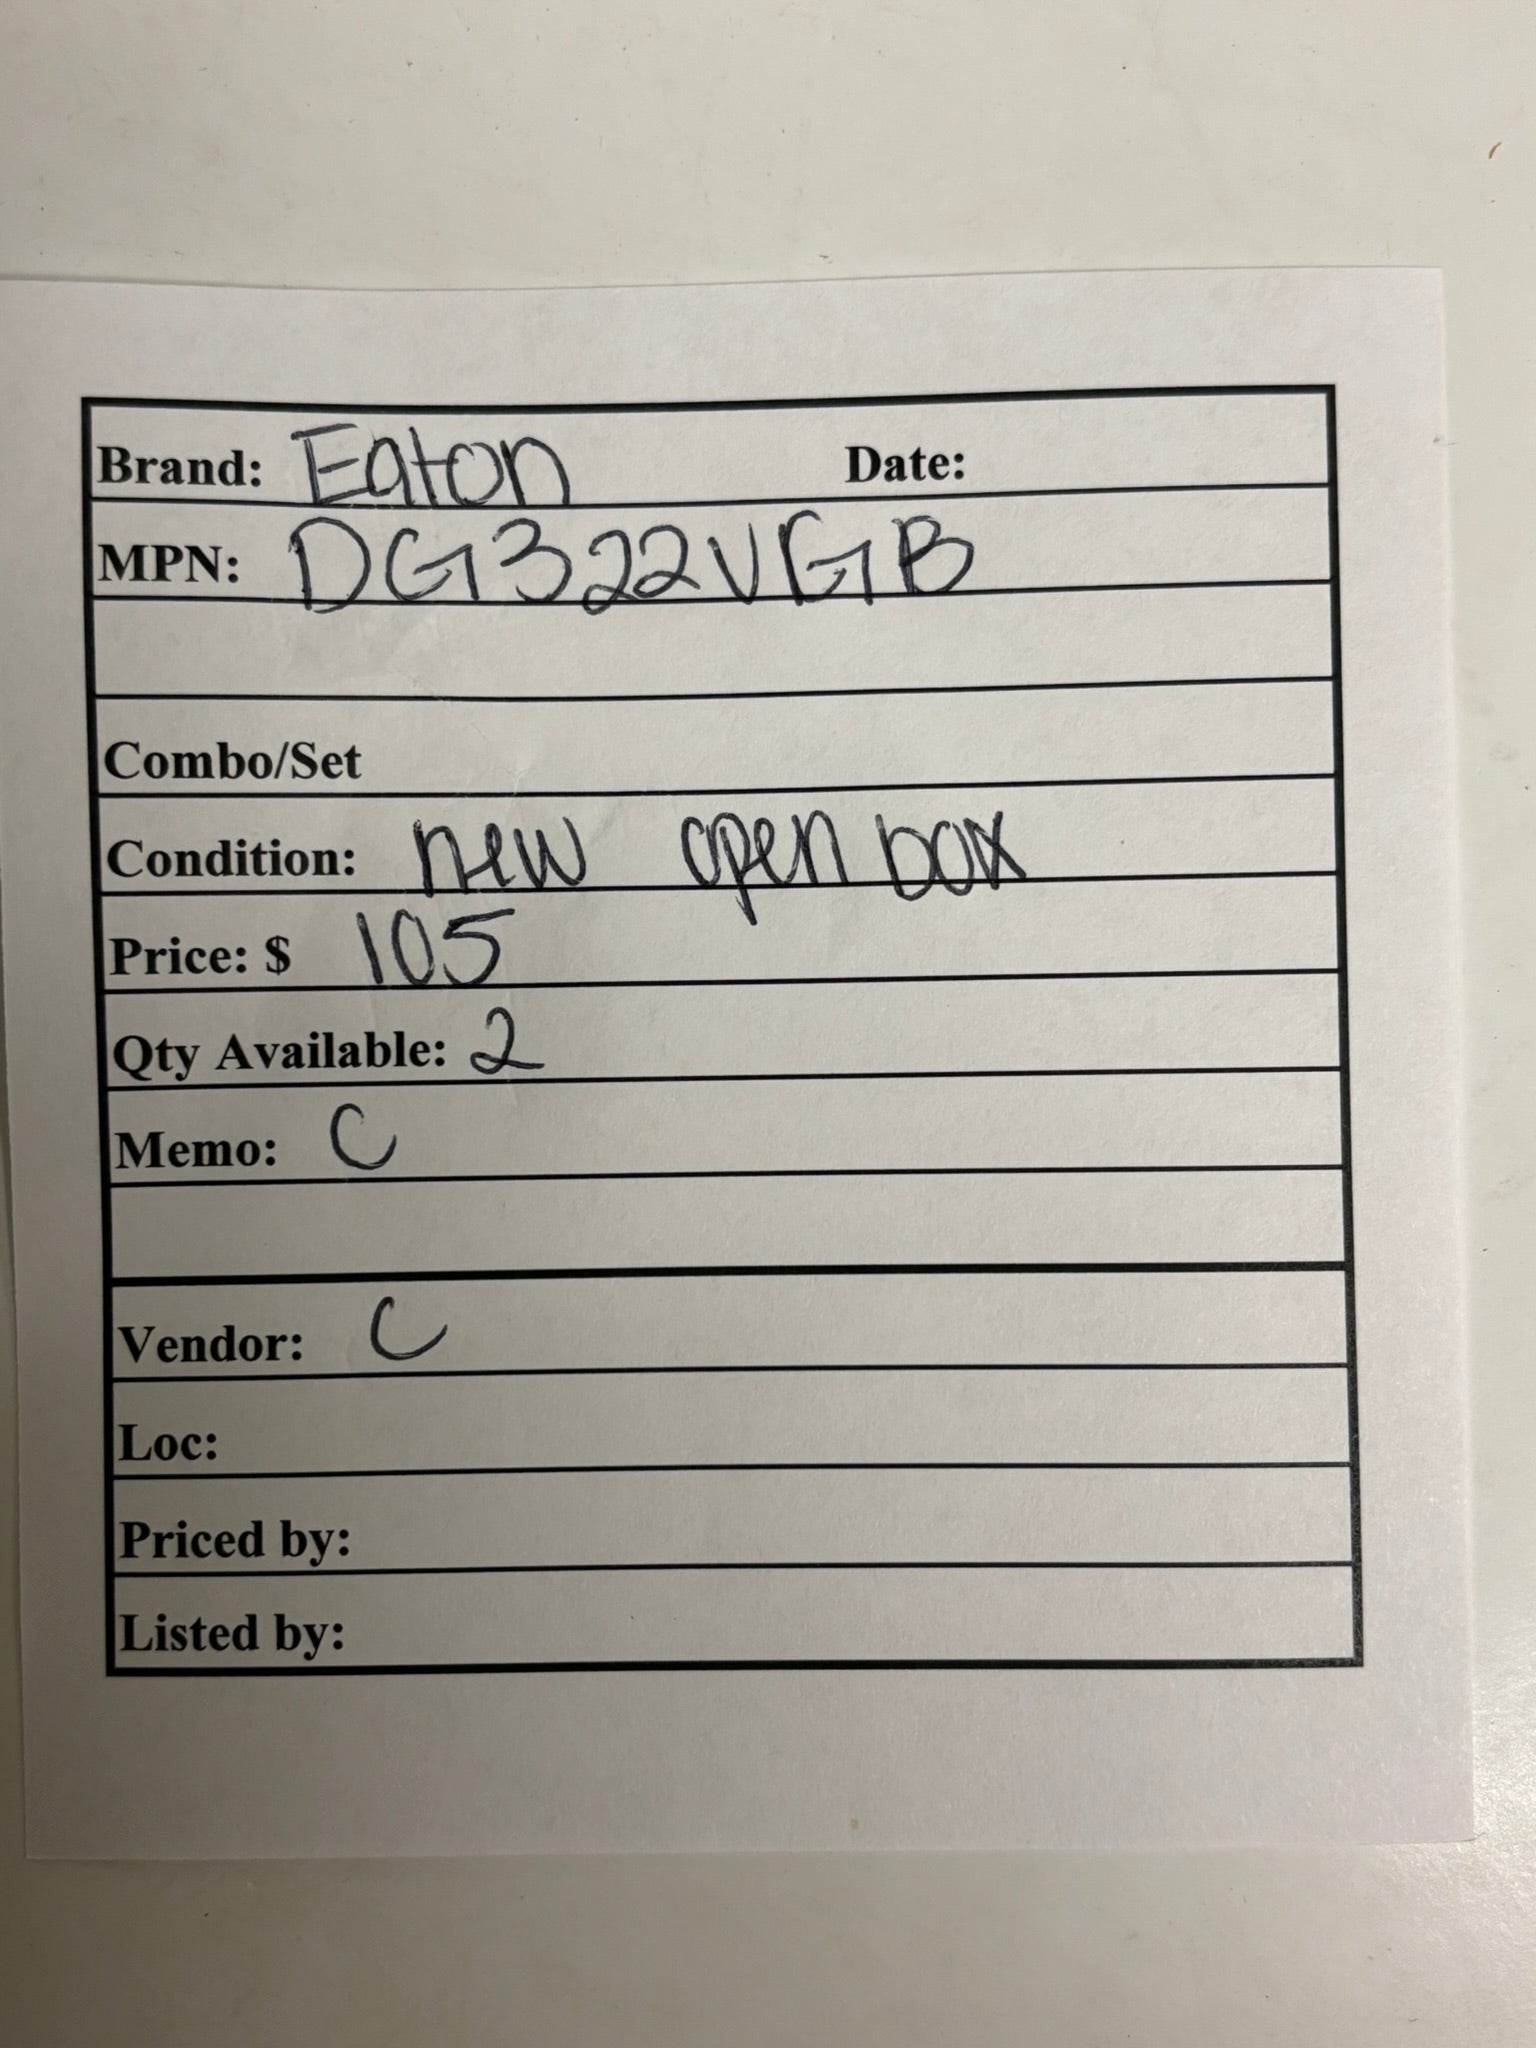 Brand: Eaton Date:
MPN: DG322VGB
Combo/Set
Condition: new open box
Price: $ 105
Qty Available: 2
Memo: C
Vendor: C
Loc:
Priced by:
Listed by: